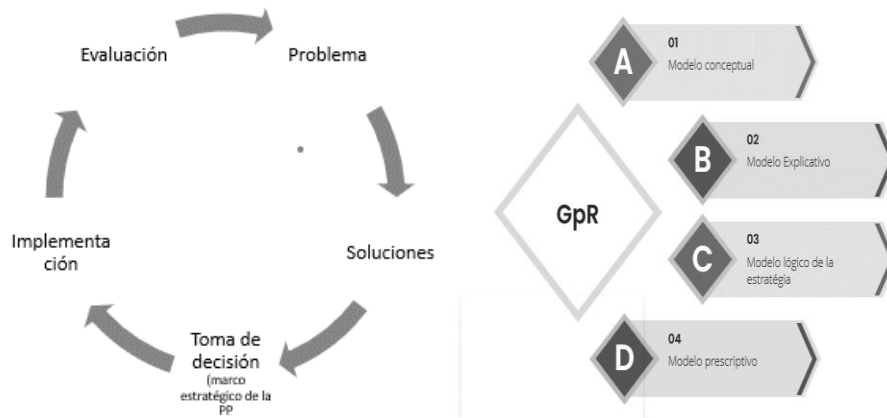 Evaluación
Problema
Soluciones
Toma de
decisión
(marco
estratégico de la
PP
Implementa
ción
GpR
A
01
Modelo conceptual
B
02
Modelo Explicativo
C
03
Modelo lógico de la
estratégia
D
04
Modelo prescriptivo